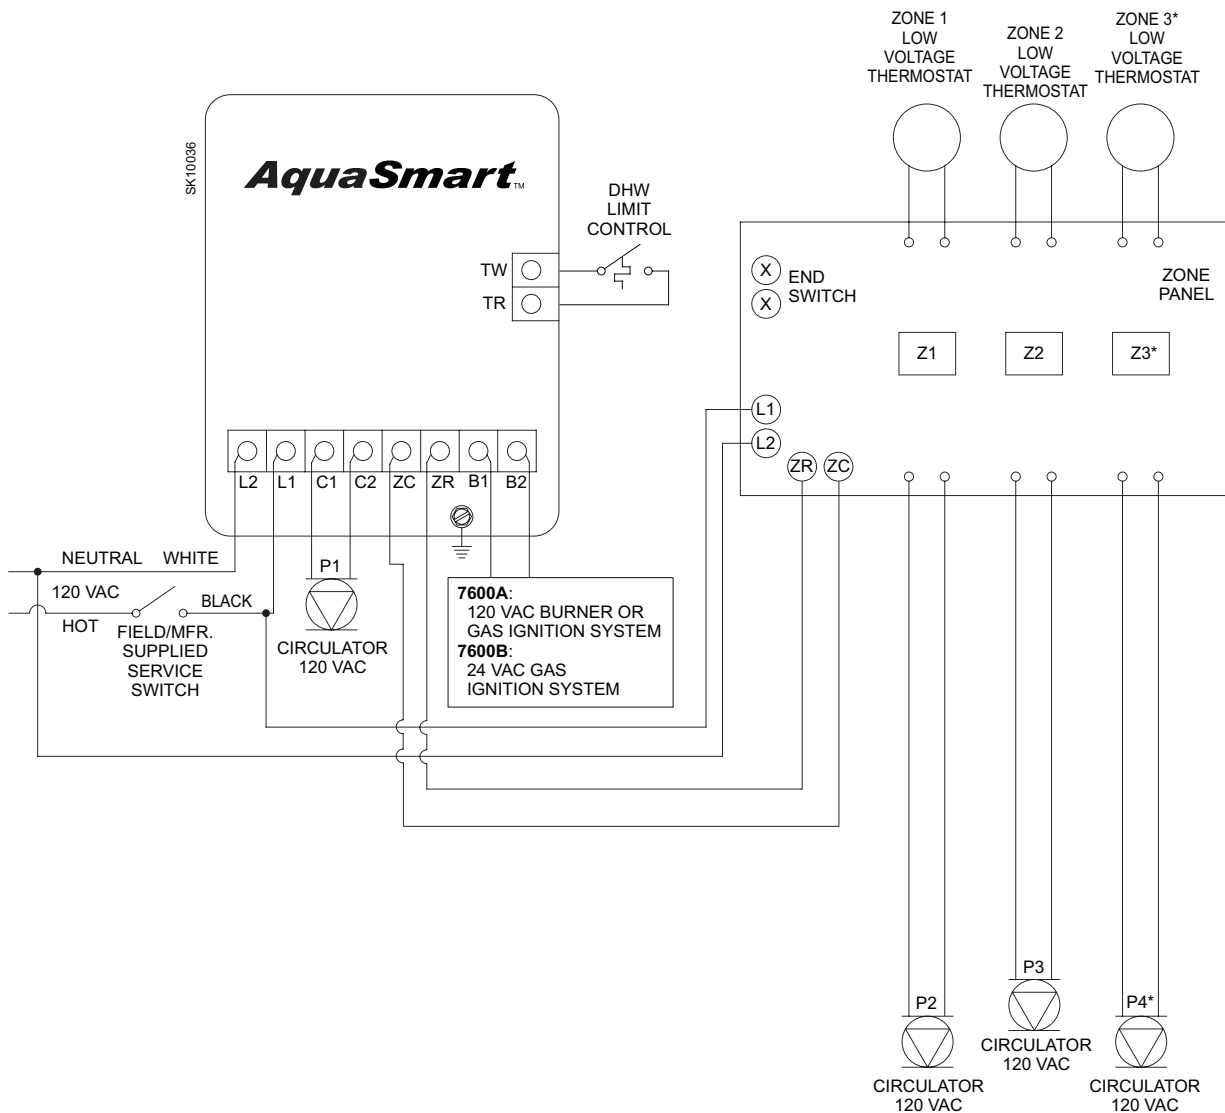 ZONE 1
LOW
VOLTAGE
THERMOSTAT
ZONE 2
LOW
VOLTAGE
THERMOSTAT
ZONE 3*
LOW
VOLTAGE
THERMOSTAT
SK10036
AquaSmart™
DHW
LIMIT
CONTROL
TW
TR
X
X
END
SWITCH
ZONE
PANEL
Z1
Z2
Z3*
L1
L2
ZR
ZC
L2
L1
C1
C2
ZC
ZR
B1
B2
NEUTRAL WHITE
120 VAC
HOT
BLACK
FIELD/MFR.
SUPPLIED
SERVICE
SWITCH
P1
CIRCULATOR
120 VAC
7600A:
120 VAC BURNER OR
GAS IGNITION SYSTEM
7600B:
24 VAC GAS
IGNITION SYSTEM
P2
CIRCULATOR
120 VAC
P3
CIRCULATOR
120 VAC
P4*
CIRCULATOR
120 VAC